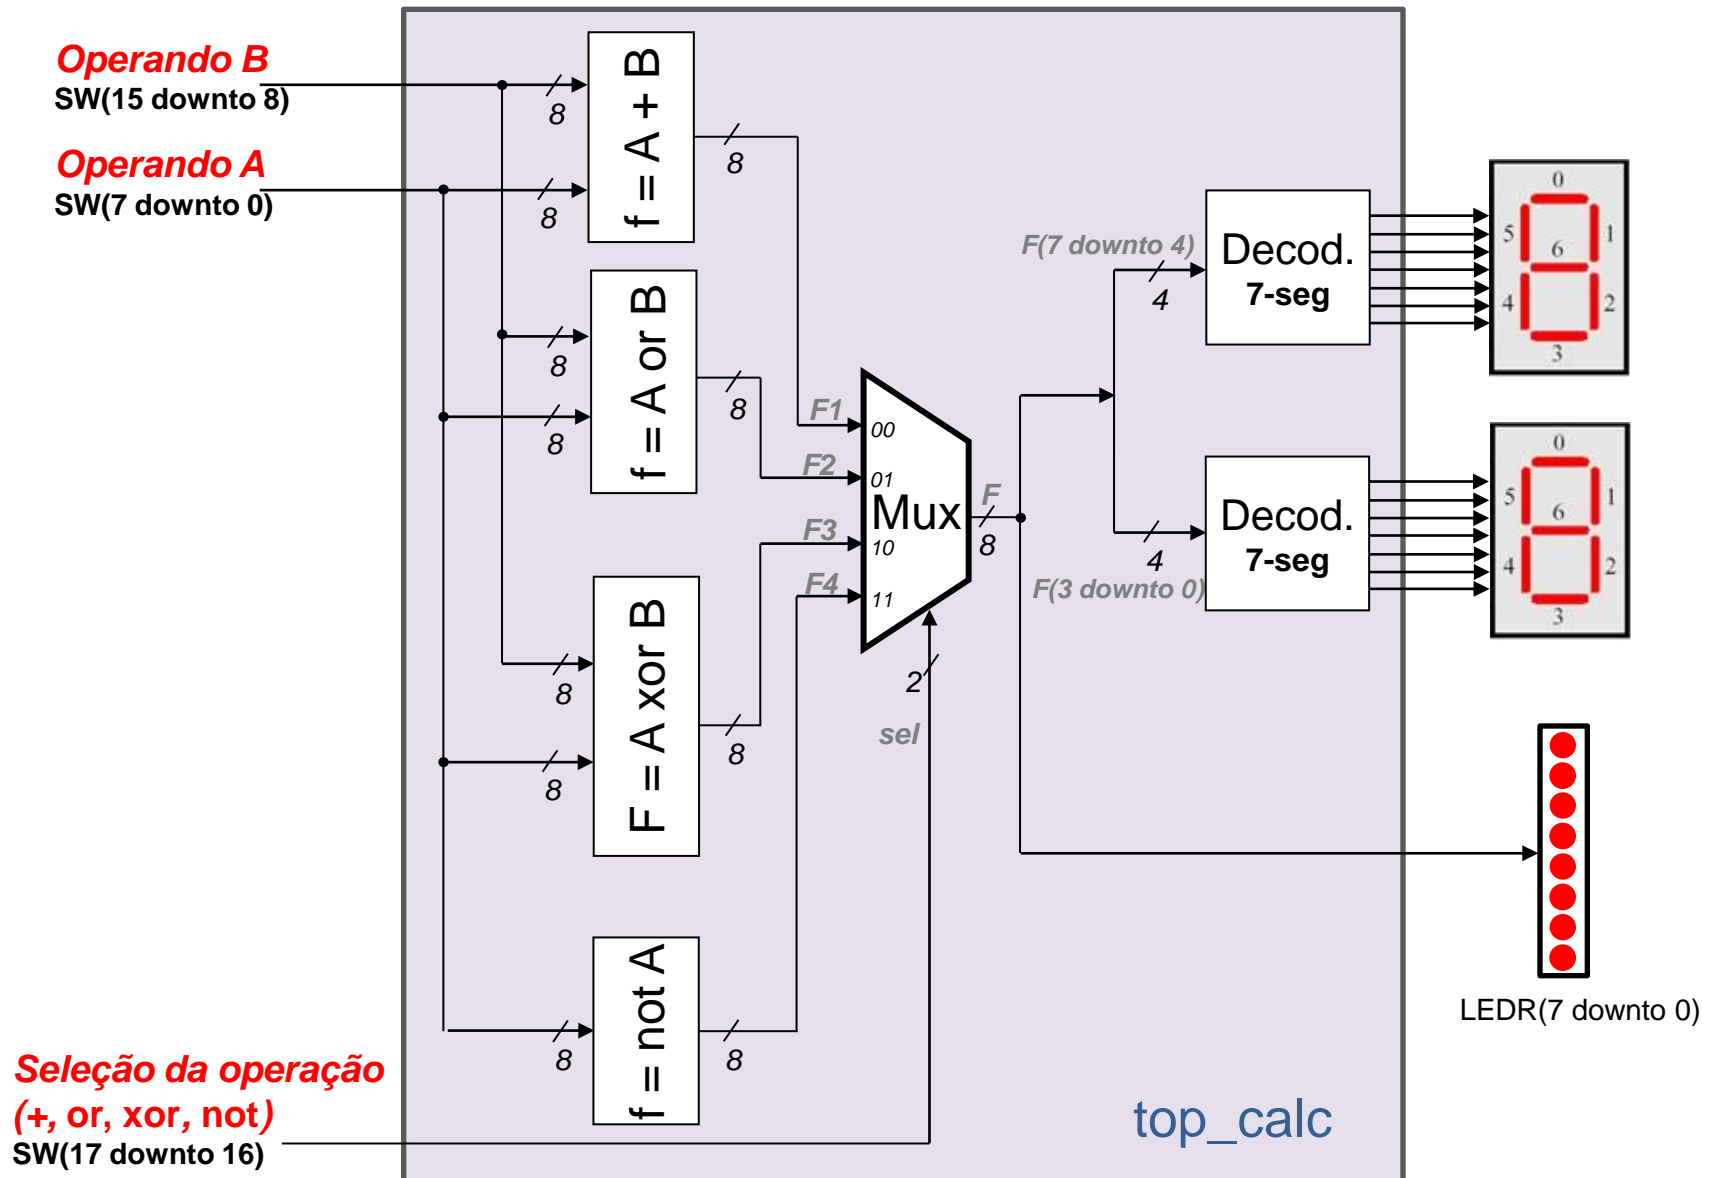 Operando B
SW(15 downto 8)
Operando A
SW(7 downto 0)
Seleção da operação
(+, or, xor, not)
SW(17 downto 16)
8
8
f = A + B
8
8
8
f = A or B
8
8
8
F = A xor B
8
8
f = not A
8
F1
F2
F3
F4
00
01
10
11
Mux
2
sel
F
8
F(7 downto 4)
4
Decod.
7-seg
4
F(3 downto 0)
Decod.
7-seg
0
5
6
1
4
2
3
0
5
6
1
4
2
3
LEDR(7 downto 0)
top_calc